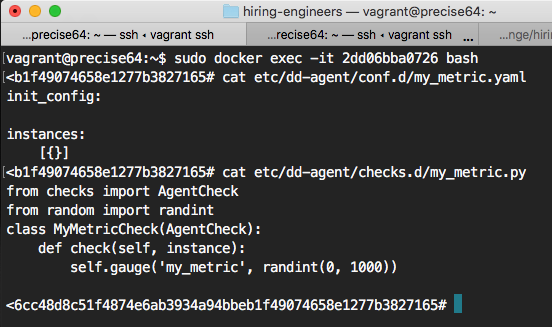 hiring-engineers — vagrant@precise64: ~
...precise64: ~ — ssh ◂ vagrant ssh
...recise64: ~ — ssh ◂ vagrant ssh ...
...nge/hiri
[vagrant@precise64:~$ sudo docker exec -it 2dd06bba0726 bash
[<b1f49074658e1277b3827165# cat etc/dd-agent/conf.d/my_metric.yaml
init_config:
instances:
    [{}]
[<b1f49074658e1277b3827165# cat etc/dd-agent/checks.d/my_metric.py
from checks import AgentCheck
from random import randint
class MyMetricCheck(AgentCheck):
    def check(self, instance):
        self.gauge('my_metric', randint(0, 1000))
<6cc48d8c51f4874e6ab3934a94bbeb1f49074658e1277b3827165#